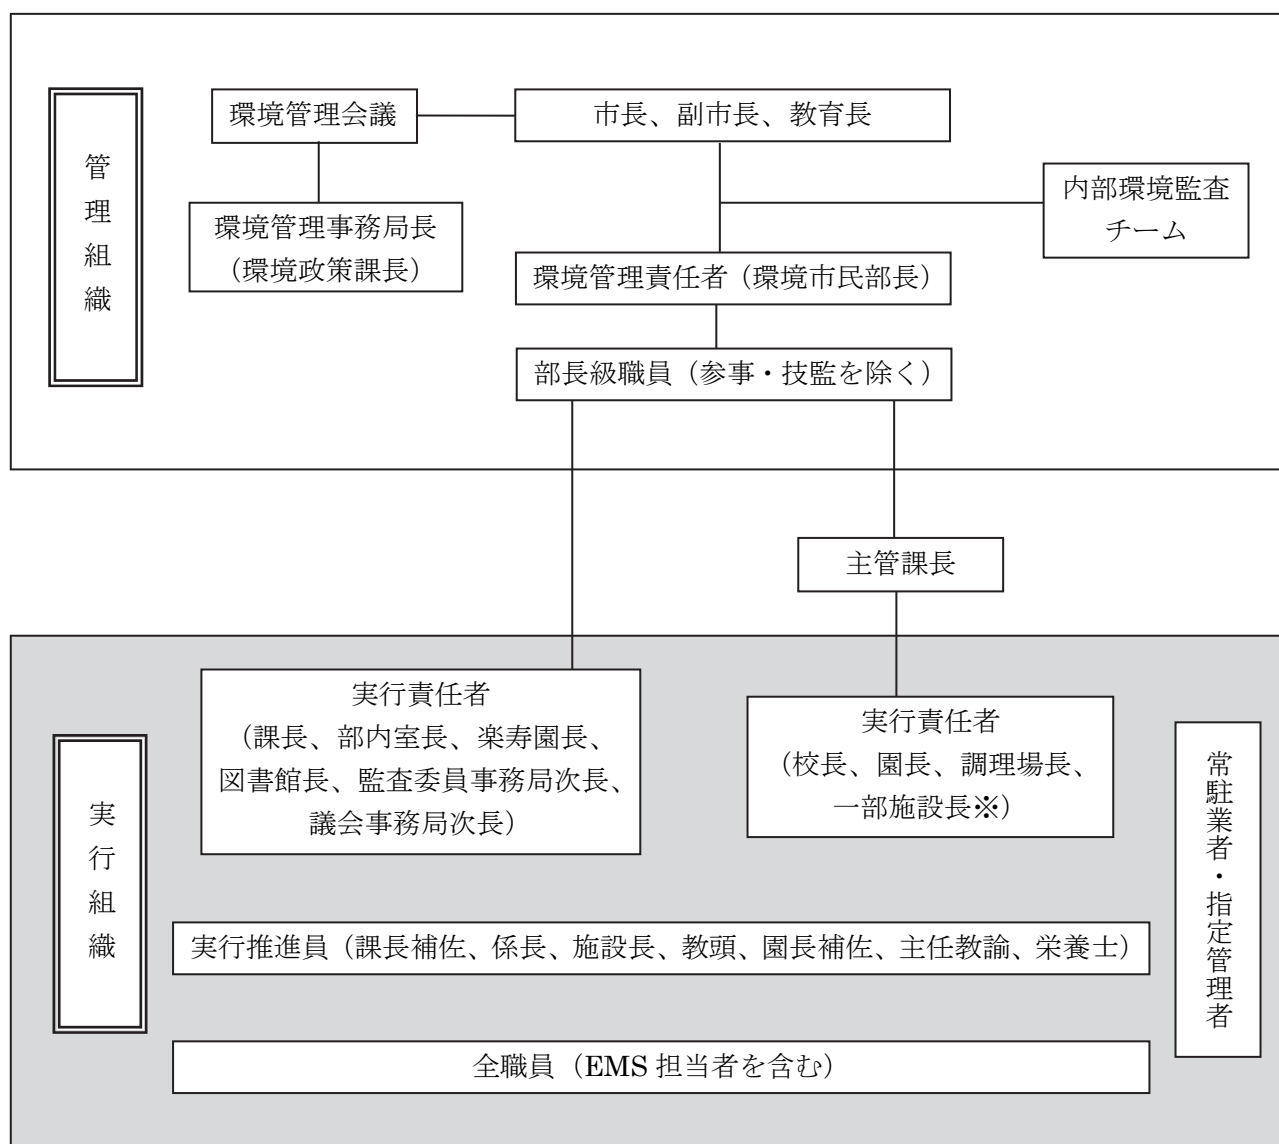 管理組織
環境管理会議
市長、副市長、教育長
内部環境監査
チーム
環境管理事務局長
（環境政策課長）
環境管理責任者（環境市民部長）
部長級職員（参事・技監を除く）
主管課長
実行組織
実行責任者
（課長、部内室長、楽寿園長、
図書館長、監査委員事務局次長、
議会事務局次長）
実行責任者
（校長、園長、調理場長、
一部施設長※）
常駐業者・指定管理者
実行推進員（課長補佐、係長、施設長、教頭、園長補佐、主任教諭、栄養士）
全職員（EMS 担当者を含む）